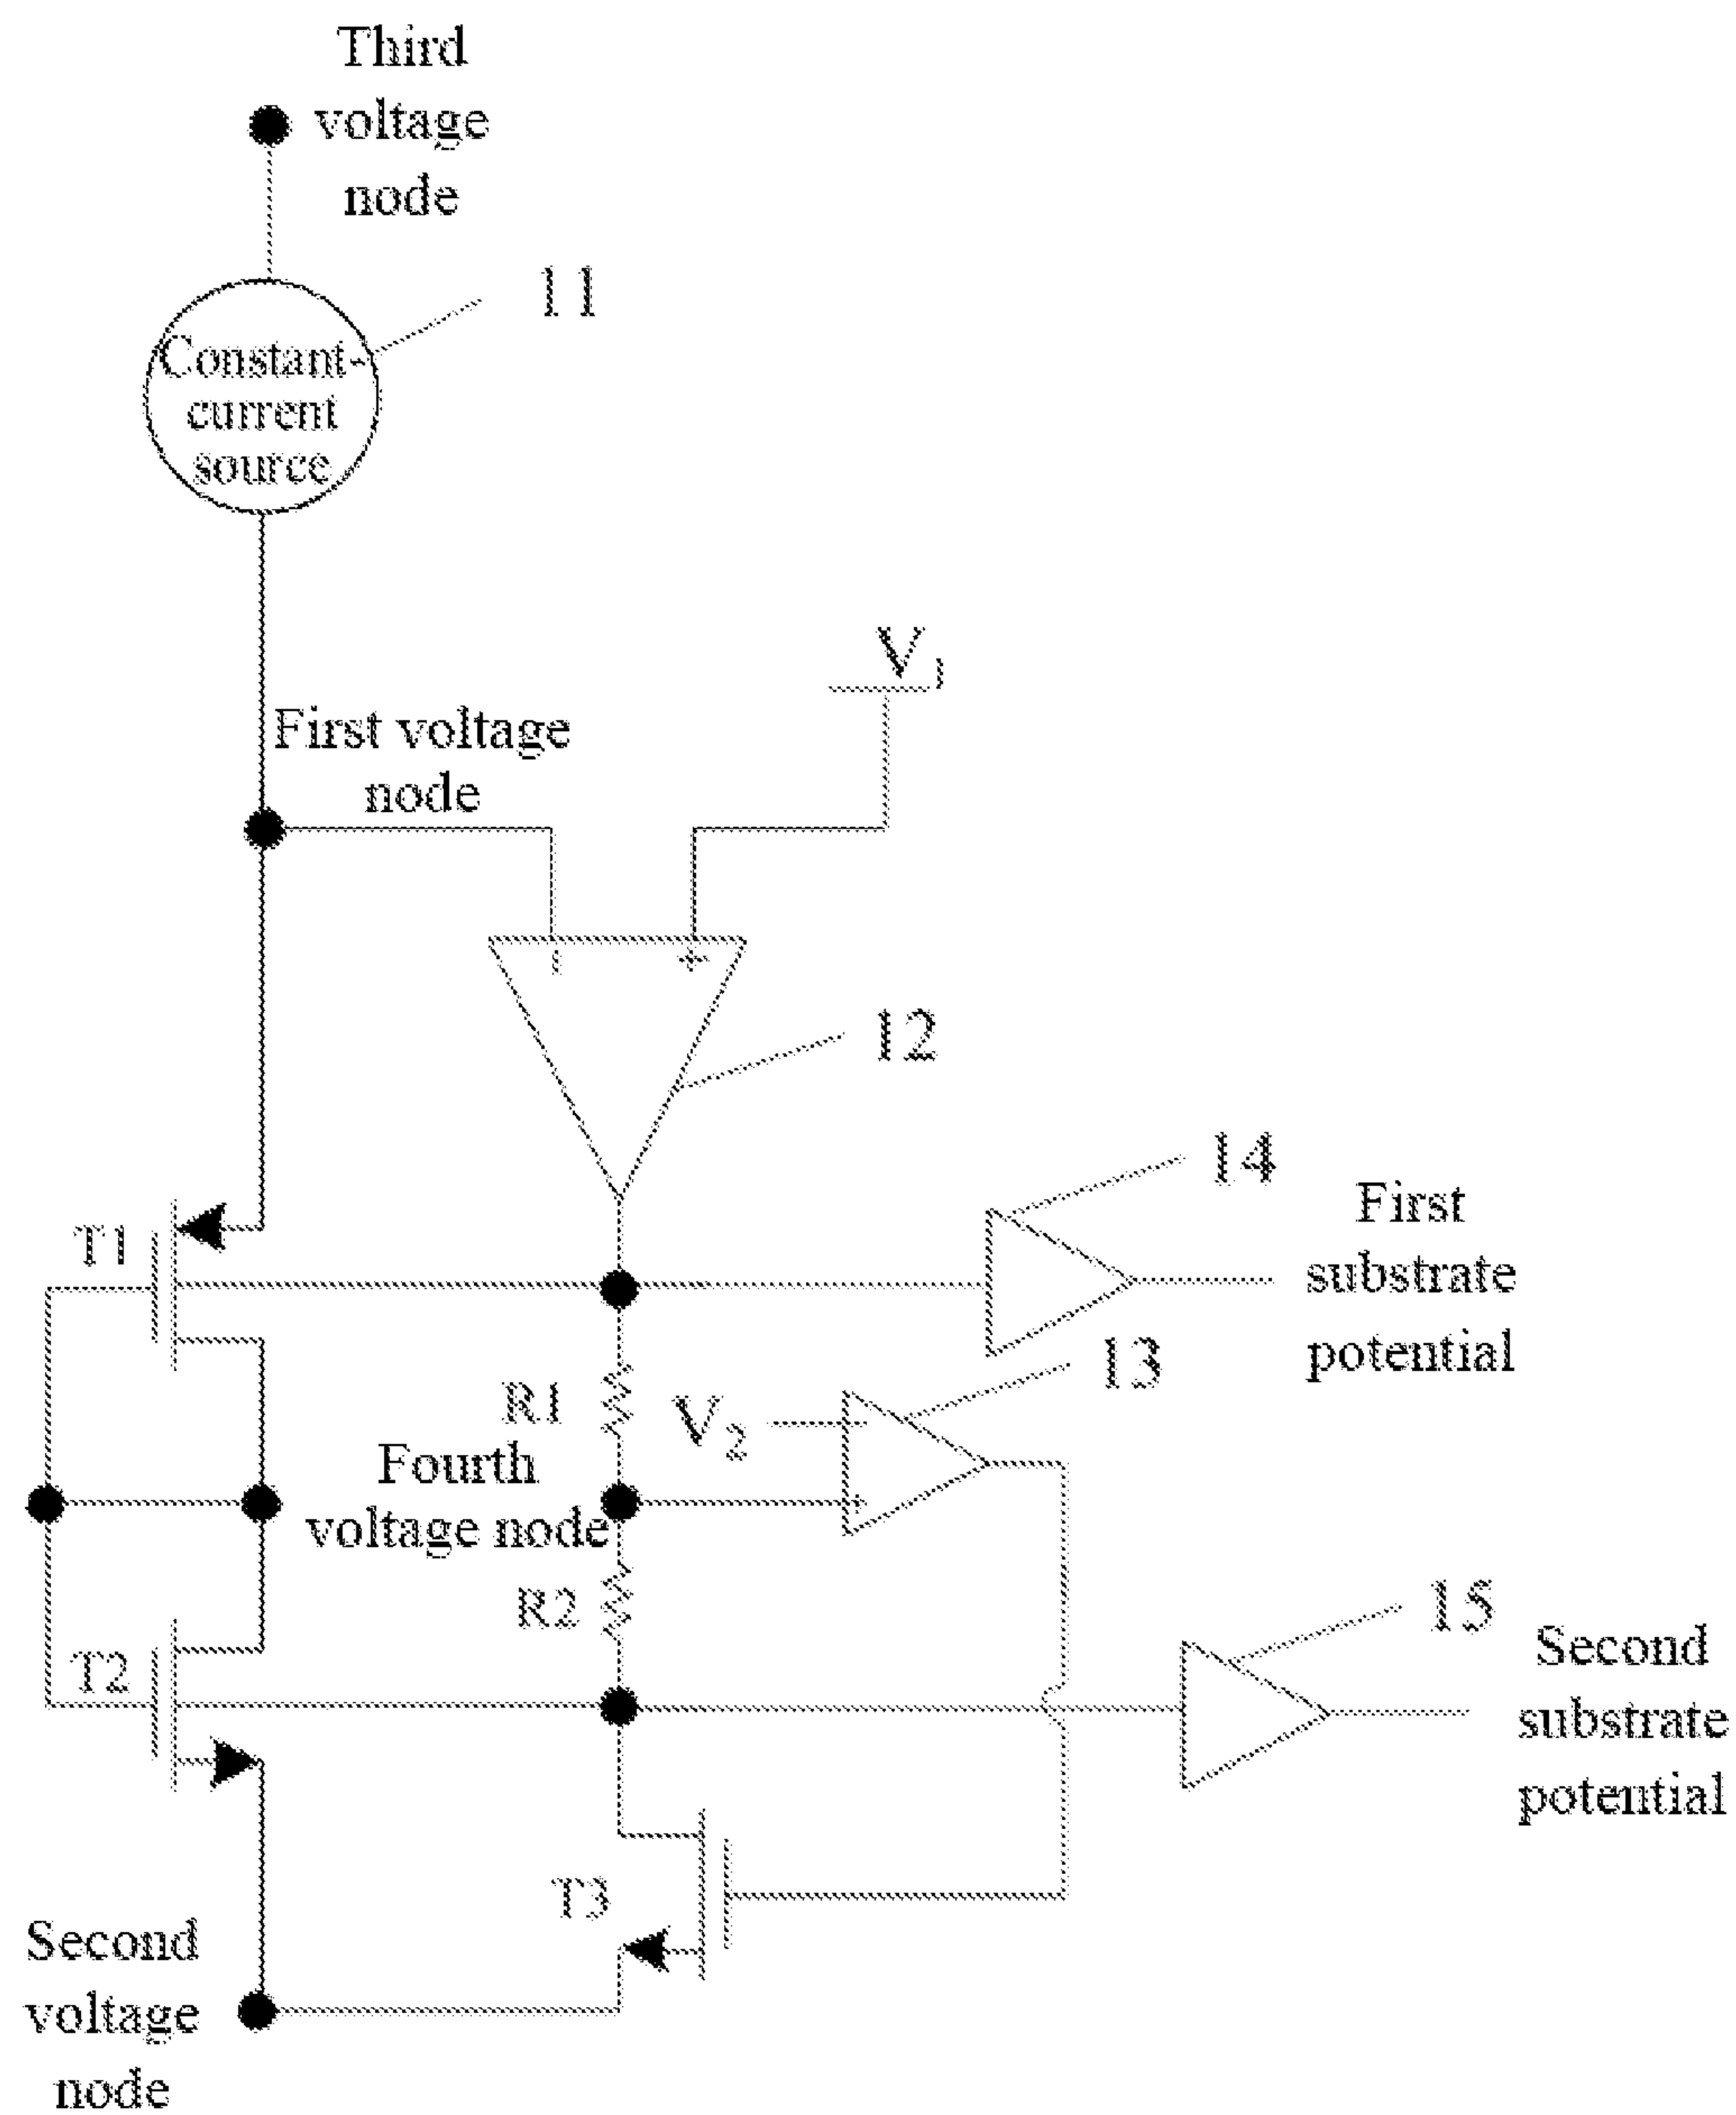 Third
voltage
node
11
Constant-
current
source
V1
First voltage
node
- +
12
14
First
substrate
potential
T1
13
R1
V2
-
Fourth
voltage node
+
R2
15
T2
Second
substrate
potential
T3
Second
voltage
node